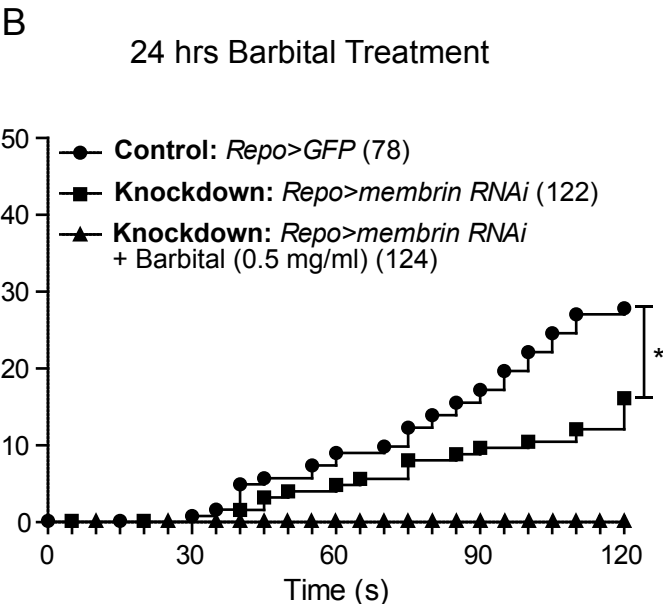 B
24 hrs Barbital Treatment
50
Control: Repo>GFP (78)
Knockdown: Repo>membrin RNAi (122)
40
Knockdown: Repo>membrin RNAi
+ Barbital (0.5 mg/ml) (124)
30
*
20
10
0
0 30 60 90 120
Time (s)